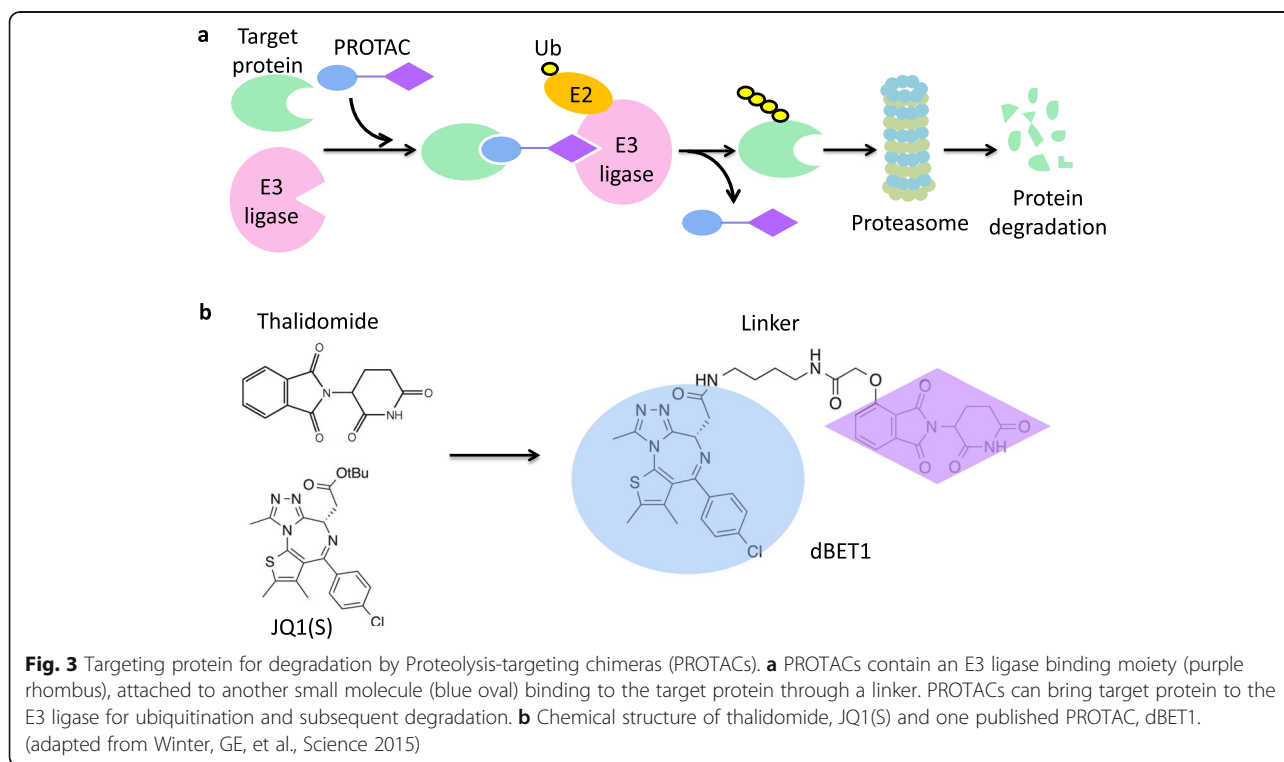 a
Target
protein
PROTAC
Ub
E2
E3
ligase
E3
ligase
Proteasome
Protein
degradation
b
Thalidomide
O
N
O
O
NH
O
OtBu
O
N N
N
N
S
Cl
JQ1(S)
Linker
H
N
HN
O
O
O
N N
N
N
S
Cl
O
N
O
O
NH
O
dBET1
Fig. 3 Targeting protein for degradation by Proteolysis-targeting chimeras (PROTACs). a PROTACs contain an E3 ligase binding moiety (purple
rhombus), attached to another small molecule (blue oval) binding to the target protein through a linker. PROTACs can bring target protein to the
E3 ligase for ubiquitination and subsequent degradation. b Chemical structure of thalidomide, JQ1(S) and one published PROTAC, dBET1.
(adapted from Winter, GE, et al., Science 2015)